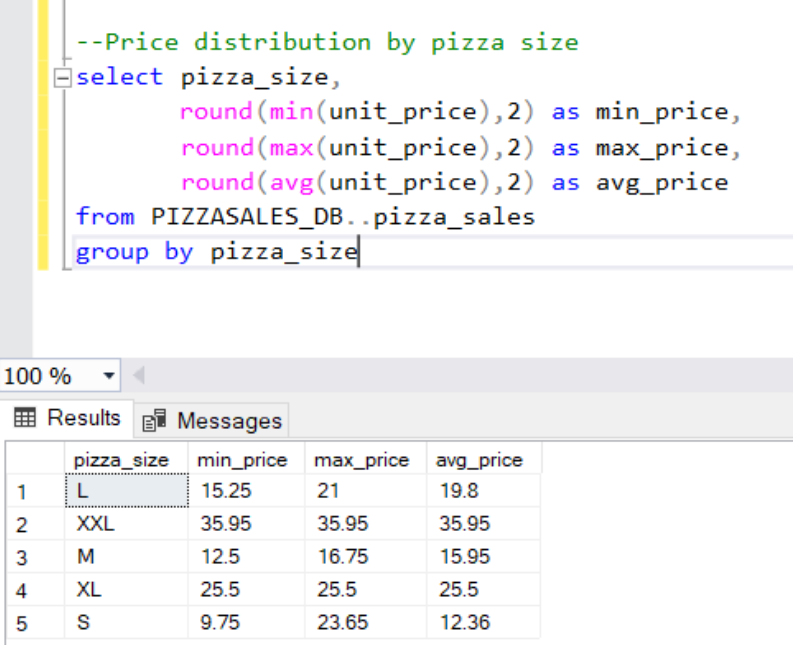 --Price distribution by pizza size
select pizza_size,
round(min(unit_price),2) as min_price,
round(max(unit_price),2) as max_price,
round(avg(unit_price),2) as avg_price
from PIZZASALES_DB..pizza_sales
group by pizza_size
100 %
Results Messages
pizza_size min_price max_price avg_price
1 L 15.25 21 19.8
2 XXL 35.95 35.95 35.95
3 M 12.5 16.75 15.95
4 XL 25.5 25.5 25.5
5 S 9.75 23.65 12.36